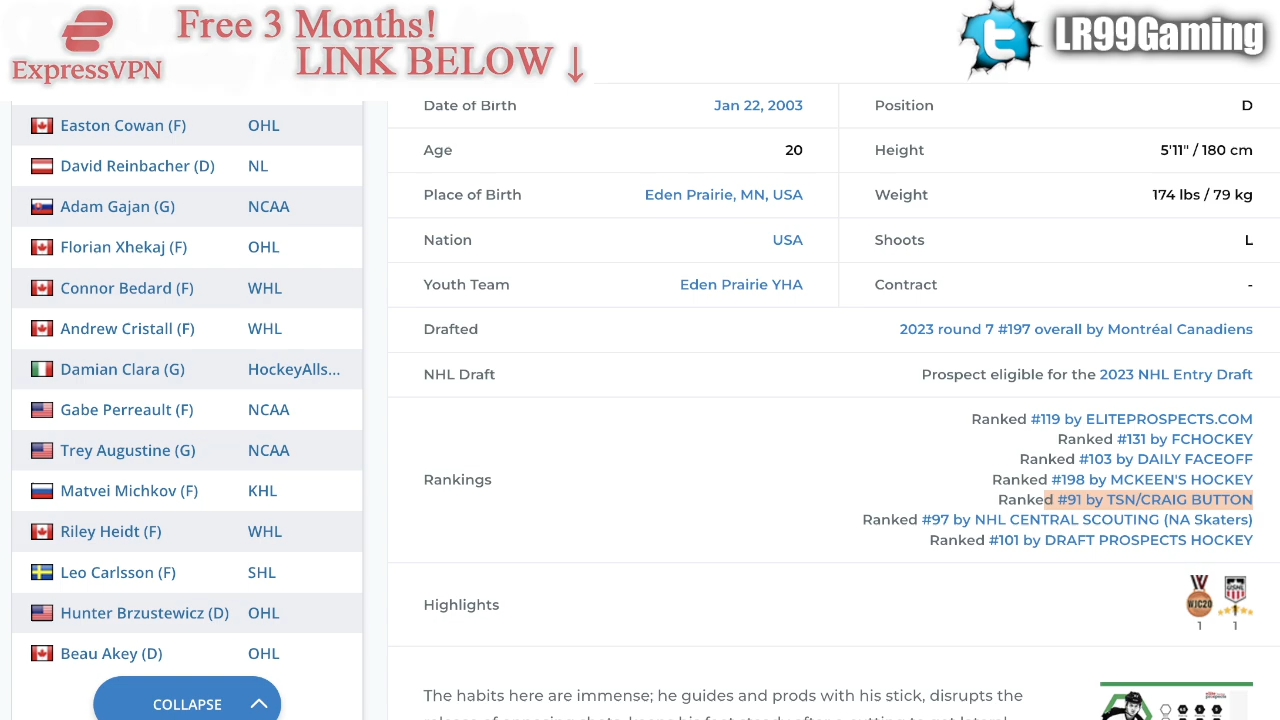 Free 3 Months!
LINK BELOW ↓
ExpressVPN
LR99Gaming
Easton Cowan (F) OHL
David Reinbacher (D) NL
Adam Gajan (G) NCAA
Florian Xhekaj (F) OHL
Connor Bedard (F) WHL
Andrew Cristall (F) WHL
Damian Clara (G) HockeyAlls...
Gabe Perreault (F) NCAA
Trey Augustine (G) NCAA
Matvei Michkov (F) KHL
Riley Heidt (F) WHL
Leo Carlsson (F) SHL
Hunter Brzustewicz (D) OHL
Beau Akey (D) OHL
COLLAPSE
Date of Birth Jan 22, 2003 Position D
Age 20 Height 5'11" / 180 cm
Place of Birth Eden Prairie, MN, USA Weight 174 lbs / 79 kg
Nation USA Shoots L
Youth Team Eden Prairie YHA Contract -
Drafted 2023 round 7 #197 overall by Montréal Canadiens
NHL Draft Prospect eligible for the 2023 NHL Entry Draft
Rankings
Ranked #119 by ELITEPROSPECTS.COM
Ranked #131 by FCHOCKEY
Ranked #103 by DAILY FACEOFF
Ranked #198 by MCKEEN'S HOCKEY
Ranked #91 by TSN/CRAIG BUTTON
Ranked #97 by NHL CENTRAL SCOUTING (NA Skaters)
Ranked #101 by DRAFT PROSPECTS HOCKEY
Highlights
WJC20
USHL
1 1
The habits here are immense; he guides and prods with his stick, disrupts the